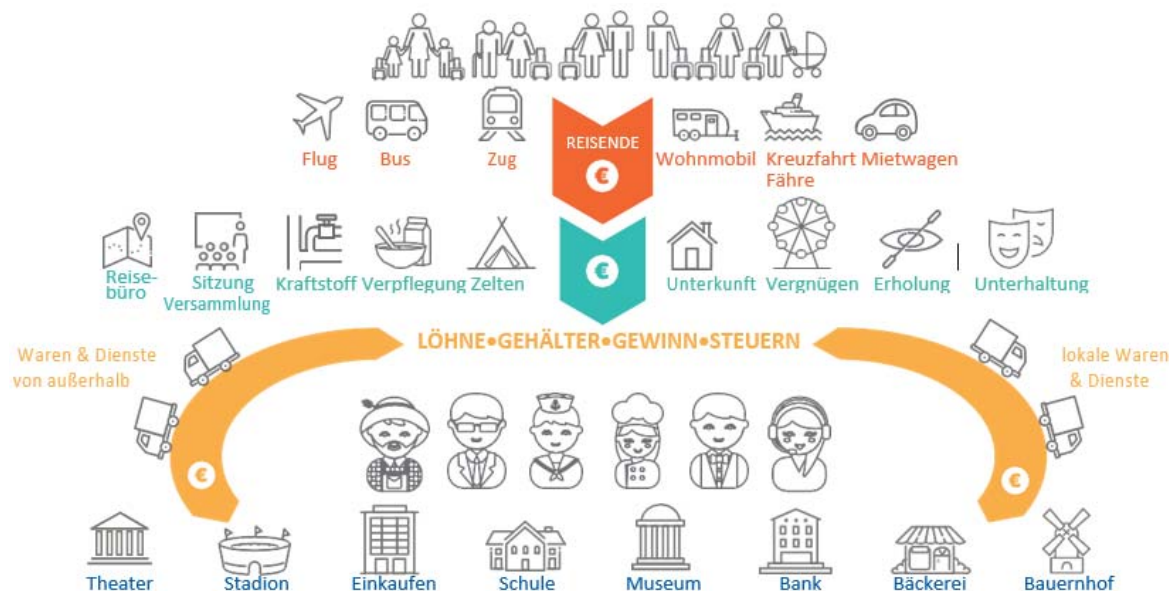 REISENDE
€
Flug Bus Zug Wohnmobil Kreuzfahrt Mietwagen
Fähre
€
Reise-
büro
Sitzung
Versammlung
Kraftstoff Verpflegung Zelten Unterkunft Vergnügen Erholung Unterhaltung
LÖHNE•GEHÄLTER•GEWINN•STEUERN
Waren & Dienste
von außerhalb
lokale Waren
& Dienste
€
€
Theater Stadion Einkaufen Schule Museum Bank Bäckerei Bauernhof